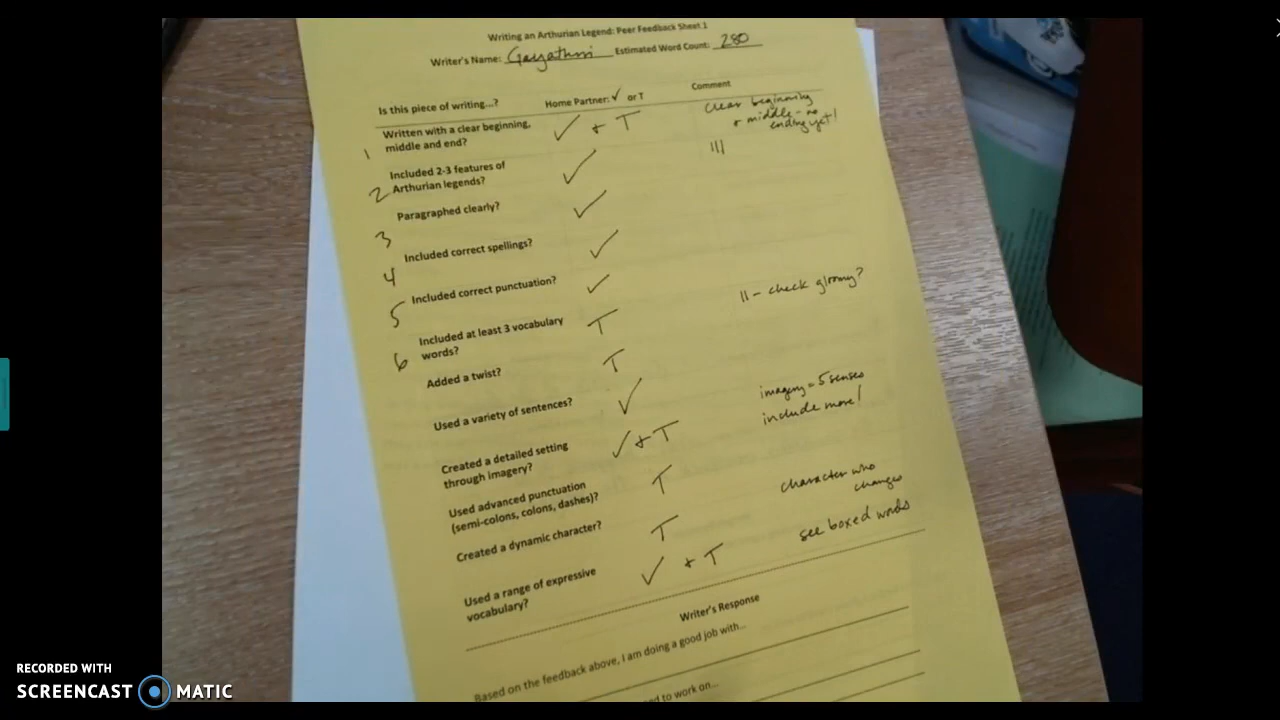 Writing an Arthurian Legend: Peer Feedback Sheet 1
Writer's Name: Gayathri Estimated Word Count: 280
Is this piece of writing...? Home Partner: ✓ or T Comment
Written with a clear beginning, ✓ + T clear beginning
1 middle and end? + middle - no
ending yet!
Included 2-3 features of ✓ |||
2 Arthurian legends?
Paragraphed clearly? ✓
3
Included correct spellings? ✓
4
Included correct punctuation? ✓
5
Included at least 3 vocabulary T || - check gloomy?
6 words?
Added a twist? T
Used a variety of sentences? ✓
Created a detailed setting ✓ + T imagery = 5 senses
through imagery? include more!
Used advanced punctuation T
(semi-colons, colons, dashes)?
Created a dynamic character? T character who
changes
Used a range of expressive ✓ + T see boxed words
vocabulary?
Writer's Response
Based on the feedback above, I am doing a good job with...
ed to work on...
RECORDED WITH
SCREENCAST MATIC